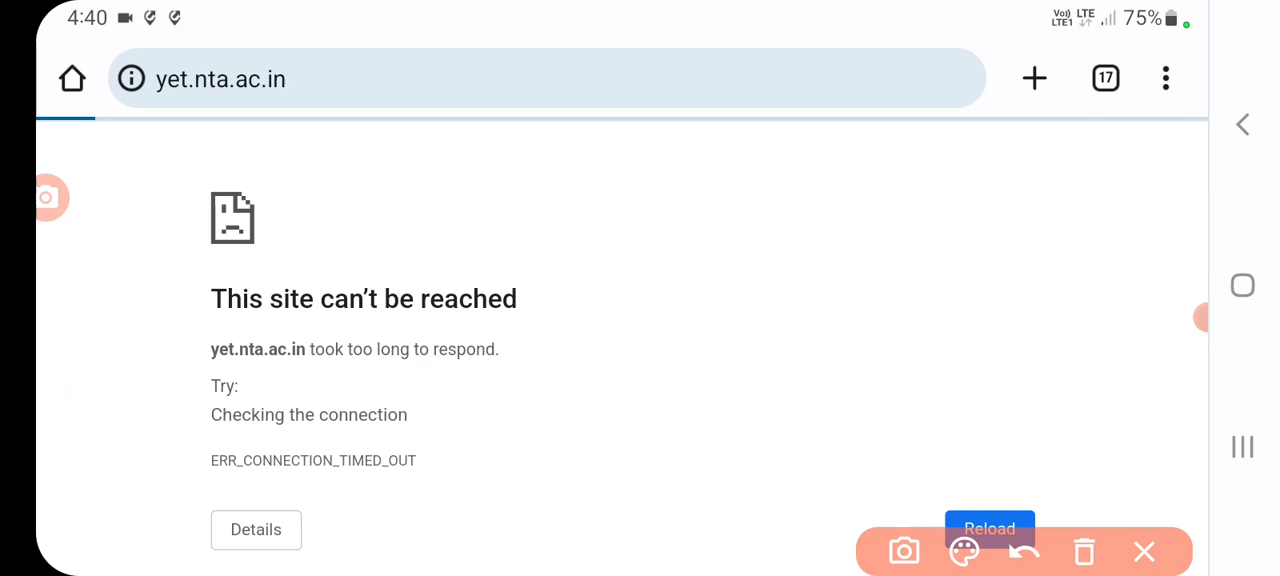 4:40
Vo)) LTE
LTE1
75%
yet.nta.ac.in
17
This site can’t be reached
yet.nta.ac.in took too long to respond.
Try:
Checking the connection
ERR_CONNECTION_TIMED_OUT
Details
Reload